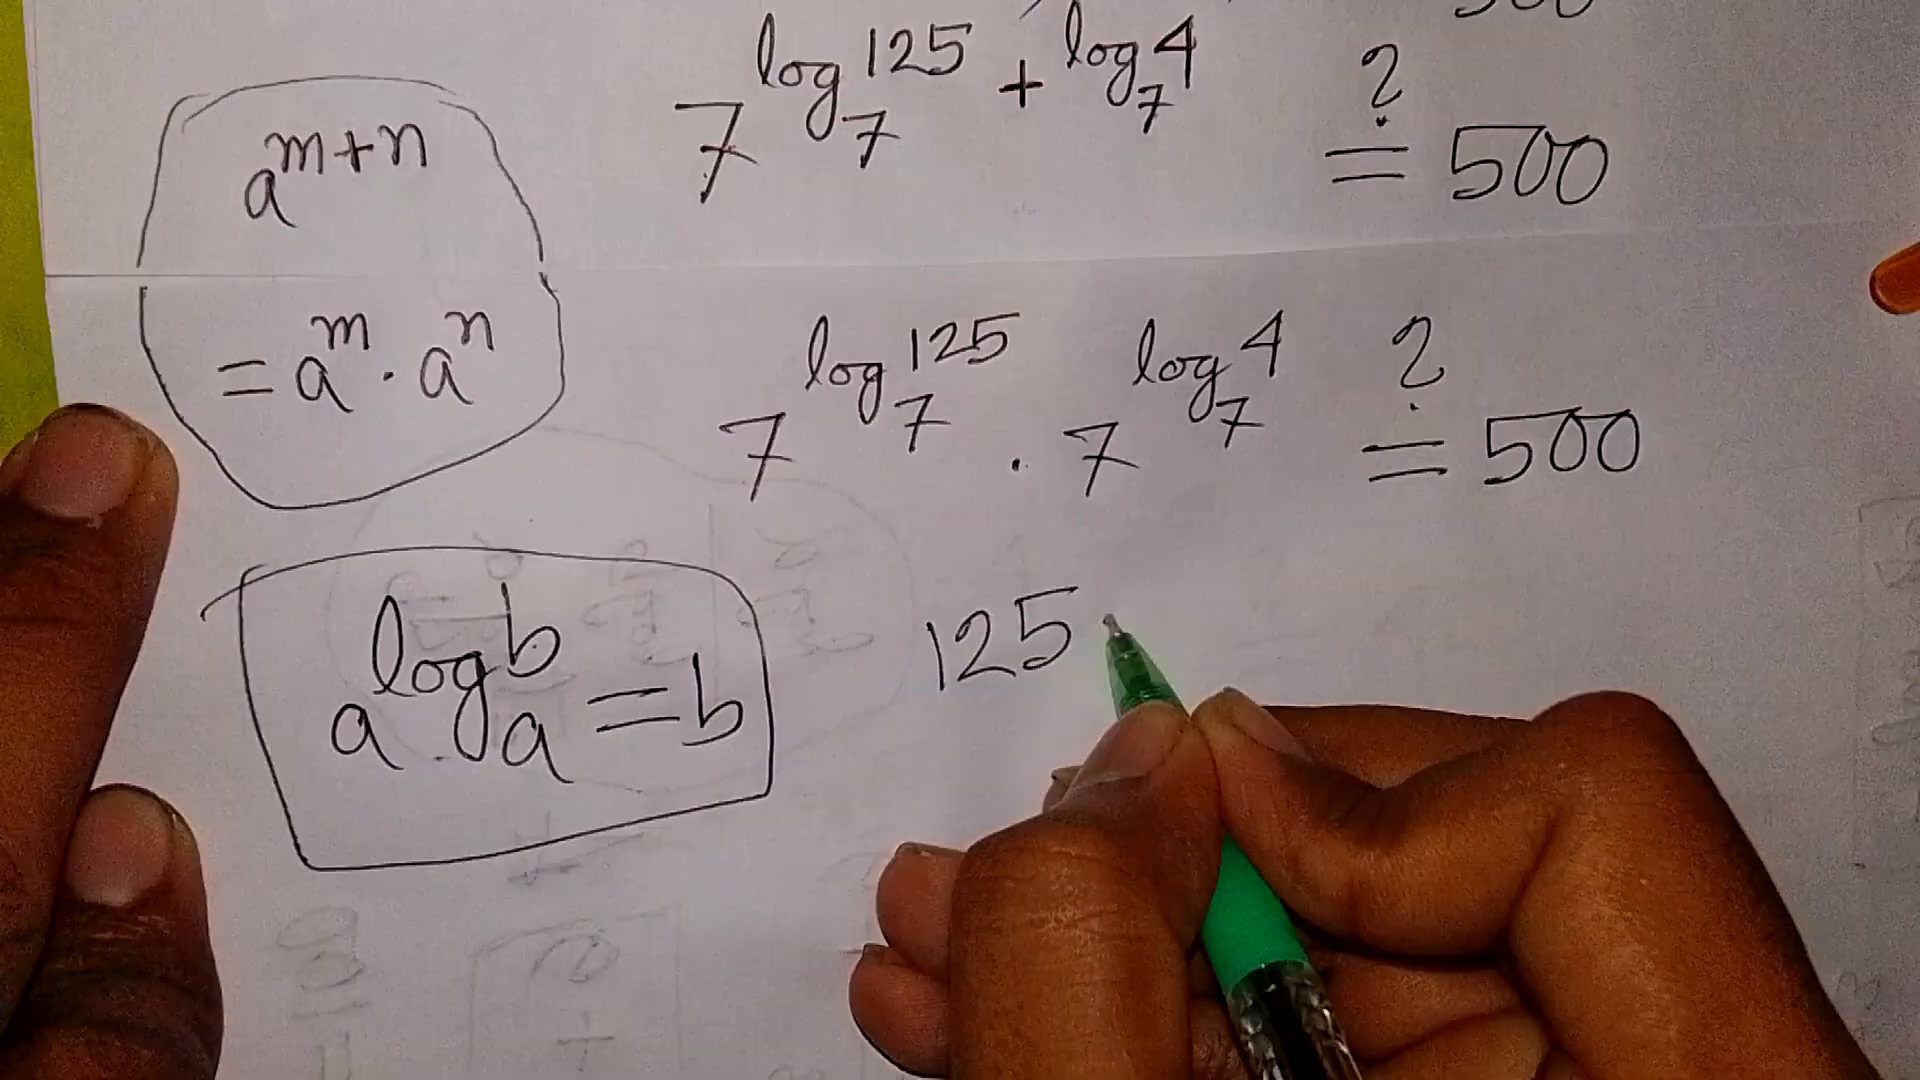 7^{log_7 125 + log_7 4} ≟ 500
a^{m+n}
= a^m · a^n
7^{log_7 125} · 7^{log_7 4} ≟ 500
a^{log_a b} = b
125